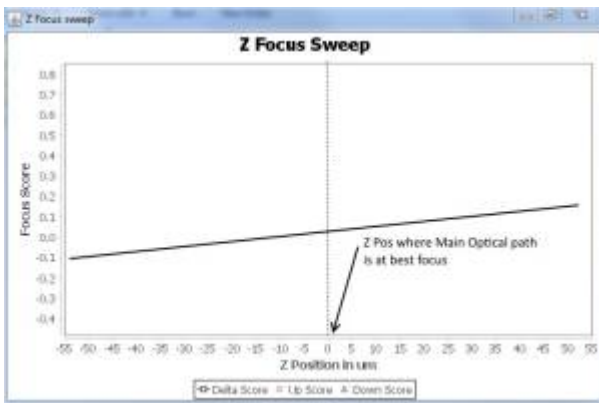 Z Focus sweep
Z Focus Sweep
Focus Score
0.8
0.7
0.6
0.5
0.4
0.3
0.2
0.1
0.0
-0.1
-0.2
-0.3
-0.4
Z Pos where Main Optical path
is at best focus
-55 -50 -45 -40 -35 -30 -25 -20 -15 -10 -5 0 5 10 15 20 25 30 35 40 45 50 55
Z Position in um
Delta Score Up Score Down Score